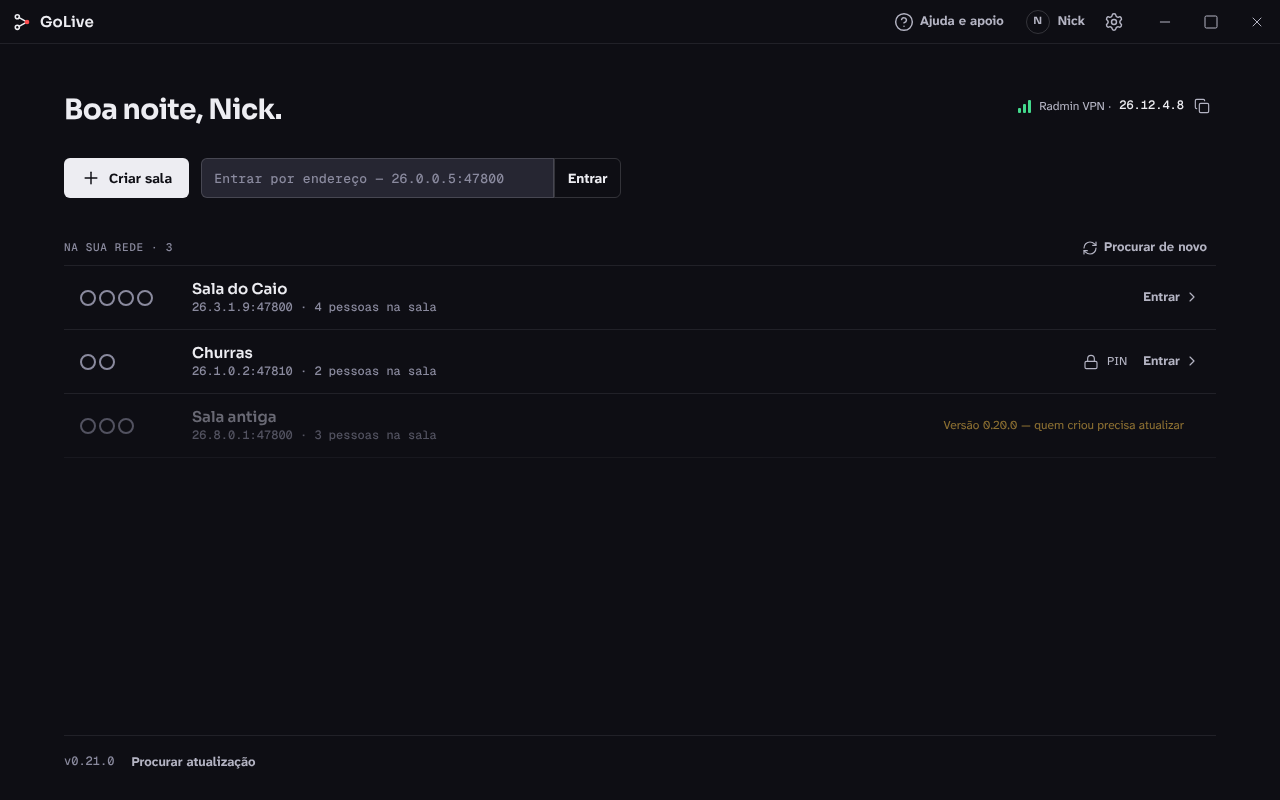 GoLive
Ajuda e apoio
N Nick
Boa noite, Nick.
Radmin VPN · 26.12.4.8
Criar sala
Entrar por endereço — 26.0.0.5:47800
Entrar
NA SUA REDE · 3
Procurar de novo
Sala do Caio
26.3.1.9:47800 · 4 pessoas na sala
Entrar
Churras
26.1.0.2:47810 · 2 pessoas na sala
PIN Entrar
Sala antiga
26.8.0.1:47800 · 3 pessoas na sala
Versão 0.20.0 — quem criou precisa atualizar
v0.21.0 Procurar atualização